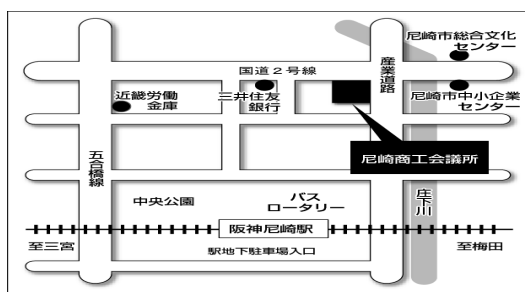 尼崎市総合文化
センター
国道２号線
産業道路
近畿労働
金庫
三井住友
銀行
尼崎市中小企業
センター
尼崎商工会議所
五合橋線
中央公園
バス
ロータリー
庄下川
阪神尼崎駅
至三宮
至梅田
駅地下駐車場入口